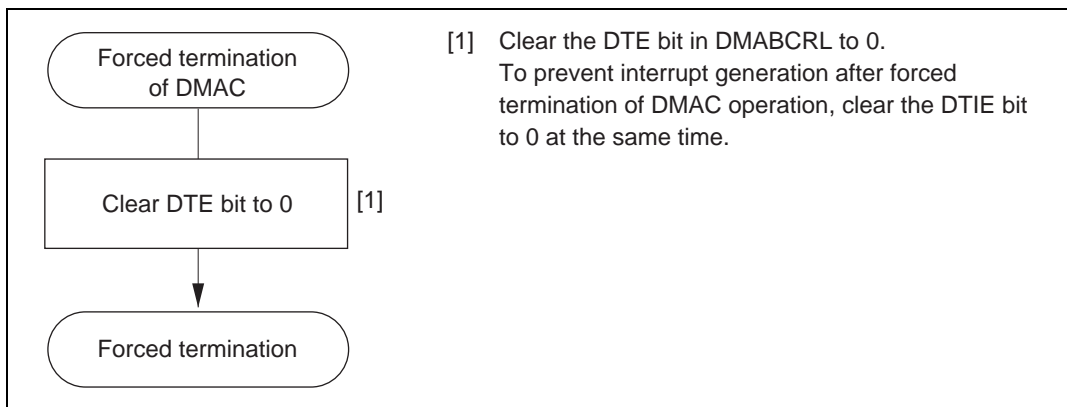 Forced termination
of DMAC
Clear DTE bit to 0
[1]
Forced termination
[1] Clear the DTE bit in DMABCRL to 0.
To prevent interrupt generation after forced
termination of DMAC operation, clear the DTIE bit
to 0 at the same time.